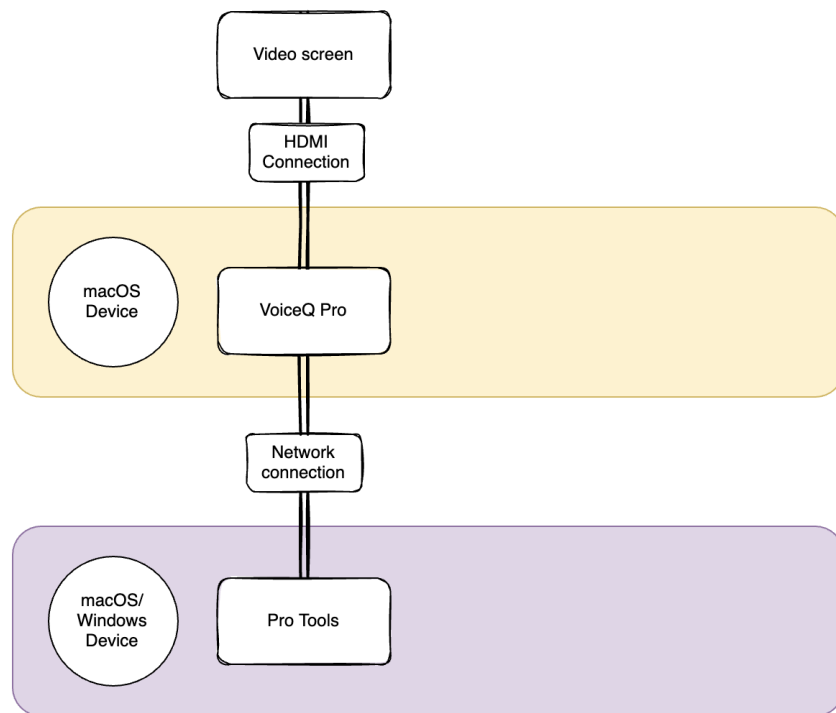 Video screen
HDMI
Connection
macOS
Device
VoiceQ Pro
Network
connection
macOS/
Windows
Device
Pro Tools